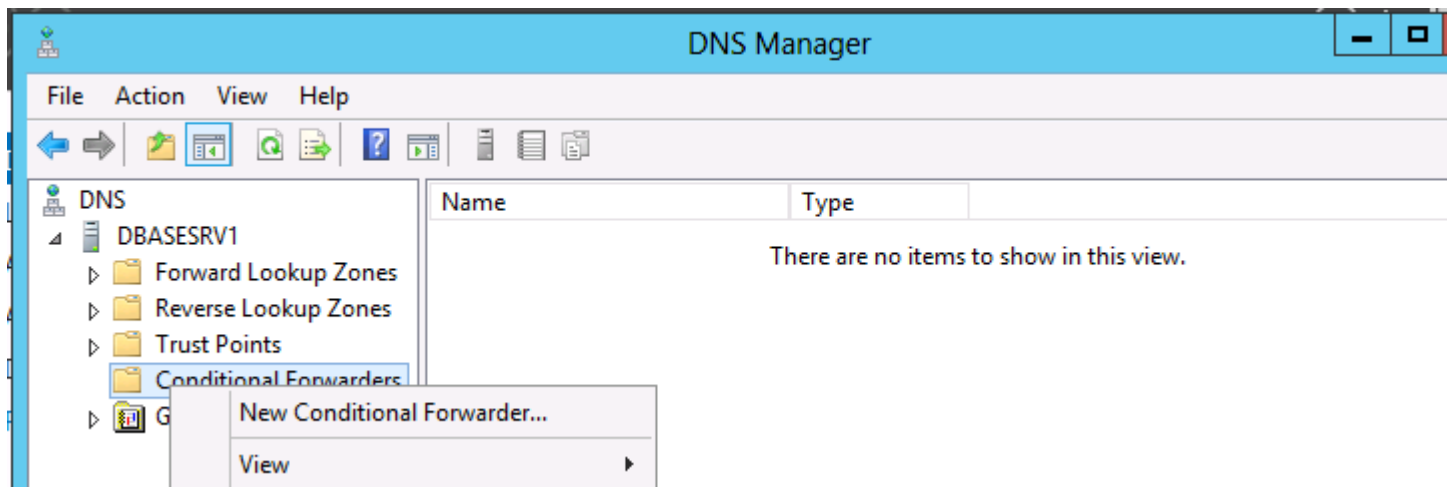 DNS Manager
File Action View Help
DNS
DBASESRV1
Forward Lookup Zones
Reverse Lookup Zones
Trust Points
Conditional Forwarders
G
Name Type
There are no items to show in this view.
New Conditional Forwarder...
View